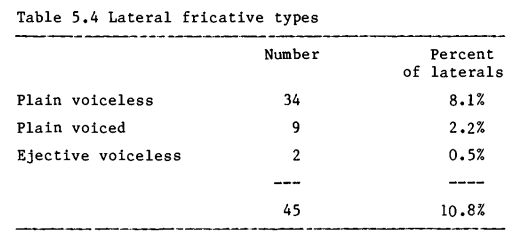 Table 5.4 Lateral fricative types
Number Percent
of laterals
Plain voiceless 34 8.1%
Plain voiced 9 2.2%
Ejective voiceless 2 0.5%
--- ----
45 10.8%